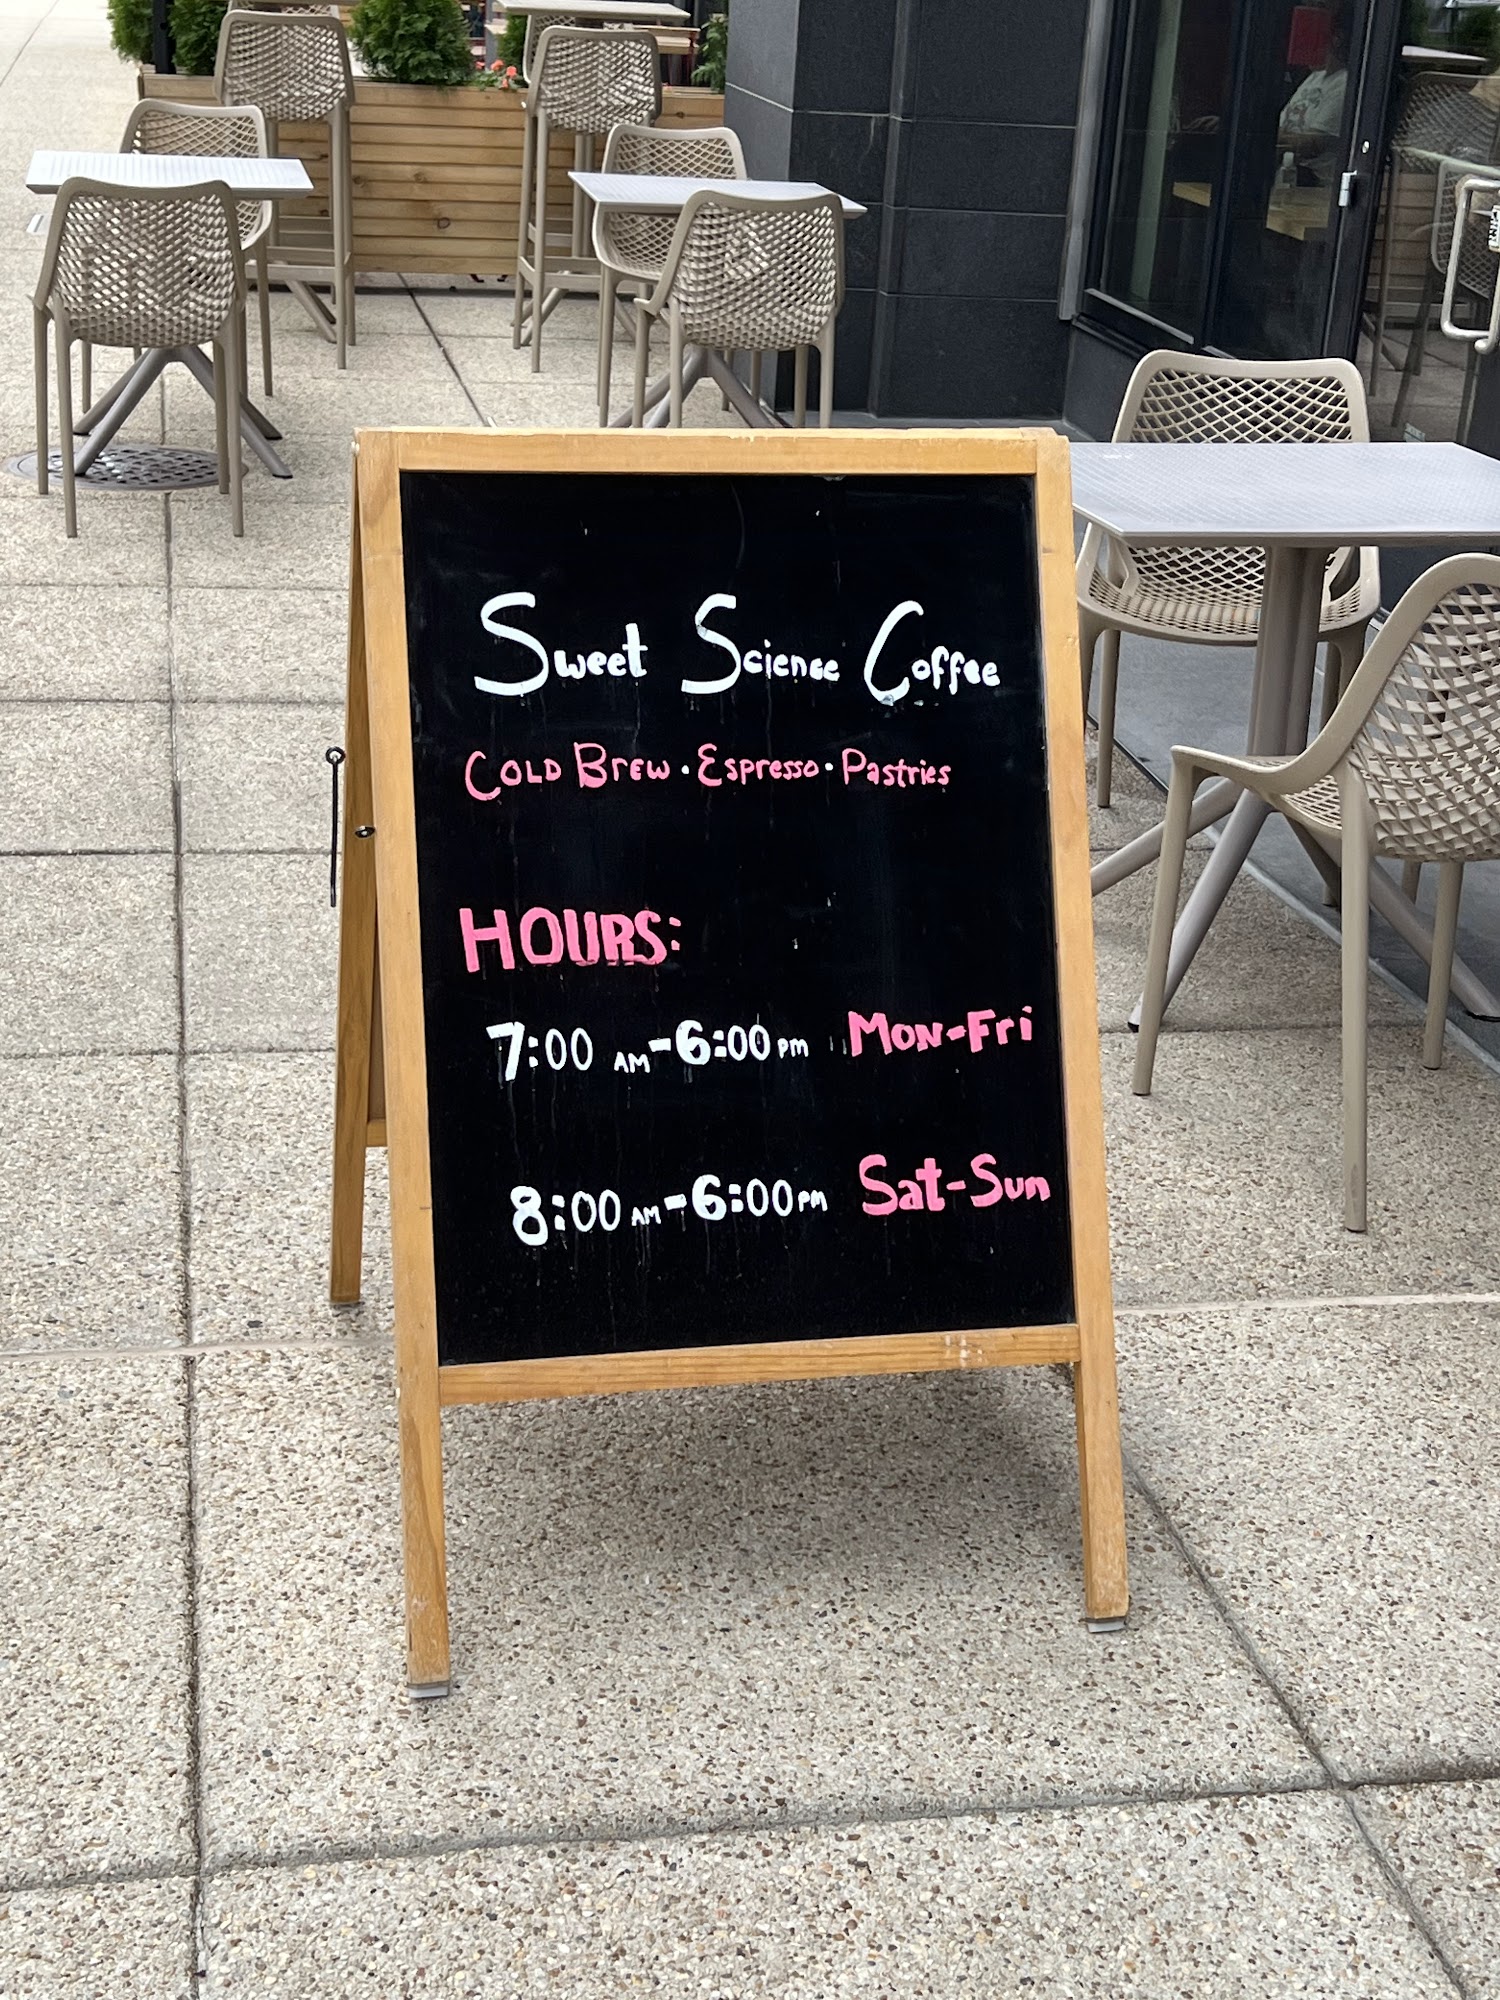 Sweet Science Coffee
COLD BREW · Espresso · Pastries
HOURS:
7:00 AM - 6:00 pm Mon-Fri
8:00 AM - 6:00 pm Sat-Sun